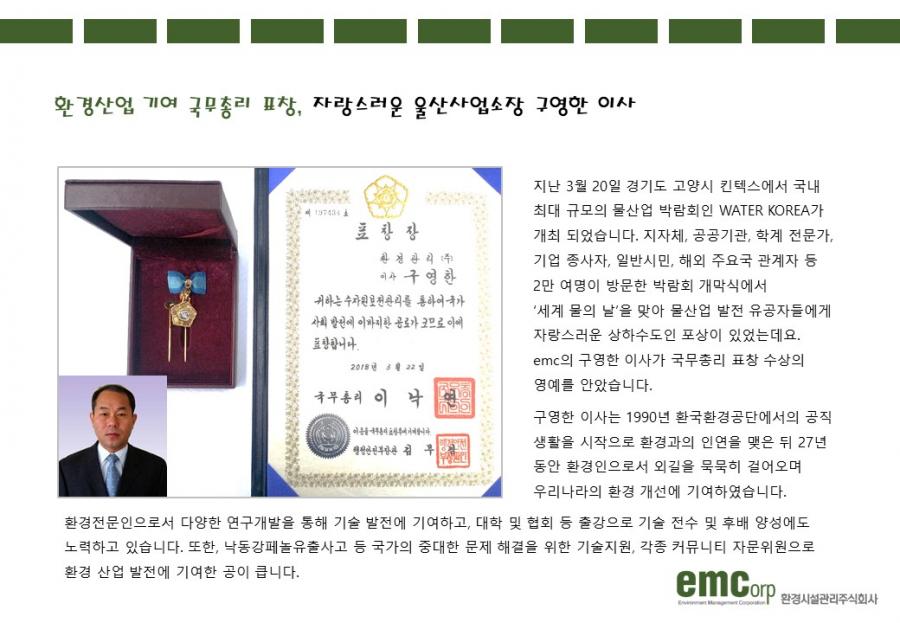 환경산업 기여 국무총리 표창, 자랑스러운 울산사업소장 구영한 이사
제 197434 호
표 창 장
환경관리(주)
이사 구영한
귀하는 수자원보전관리를 통하여 국가
사회 발전에 이바지한 공로가 크므로 이에
표창합니다.
2018년 3월 22일
국무총리 이 낙 연
행정안전부장관 김 부 겸
지난 3월 20일 경기도 고양시 킨텍스에서 국내
최대 규모의 물산업 박람회인 WATER KOREA가
개최 되었습니다. 지자체, 공공기관, 학계 전문가,
기업 종사자, 일반시민, 해외 주요국 관계자 등
2만 여명이 방문한 박람회 개막식에서
‘세계 물의 날’을 맞아 물산업 발전 유공자들에게
자랑스러운 상하수도인 포상이 있었는데요.
emc의 구영한 이사가 국무총리 표창 수상의
영예를 안았습니다.
구영한 이사는 1990년 환국환경공단에서의 공직
생활을 시작으로 환경과의 인연을 맺은 뒤 27년
동안 환경인으로서 외길을 묵묵히 걸어오며
우리나라의 환경 개선에 기여하였습니다.
환경전문인으로서 다양한 연구개발을 통해 기술 발전에 기여하고, 대학 및 협회 등 출강으로 기술 전수 및 후배 양성에도
노력하고 있습니다. 또한, 낙동강페놀유출사고 등 국가의 중대한 문제 해결을 위한 기술지원, 각종 커뮤니티 자문위원으로
환경 산업 발전에 기여한 공이 큽니다.
emcorp 환경시설관리주식회사
Environment Management Corporation